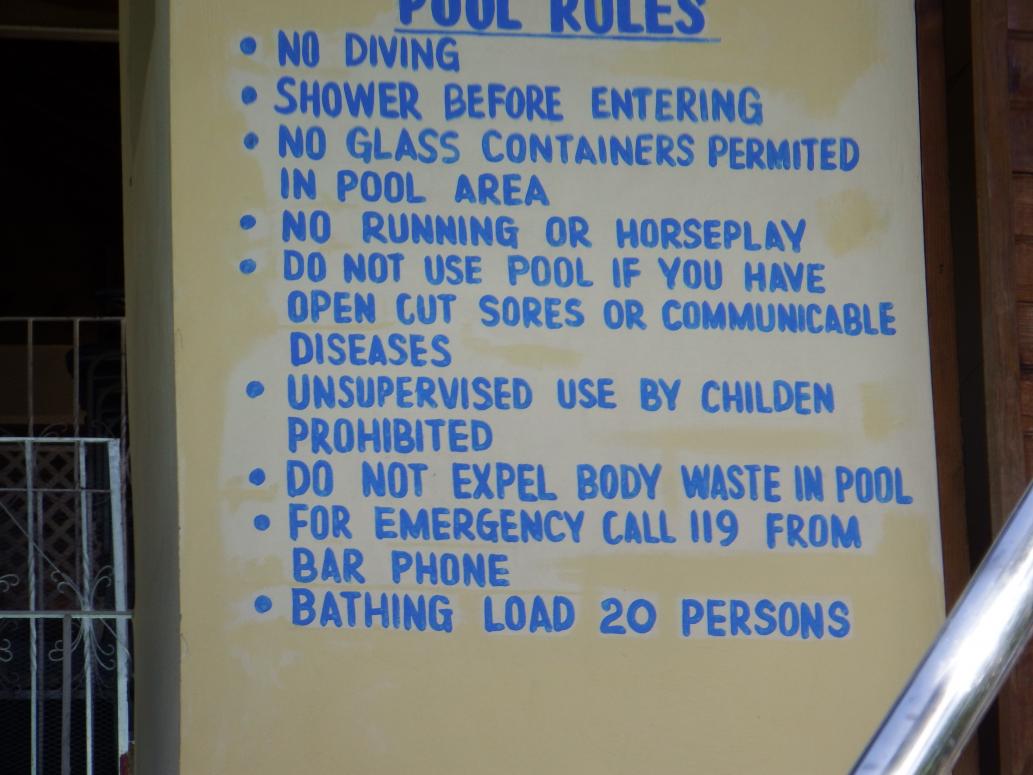 POOL RULES
• NO DIVING
• SHOWER BEFORE ENTERING
• NO GLASS CONTAINERS PERMITED
IN POOL AREA
• NO RUNNING OR HORSEPLAY
• DO NOT USE POOL IF YOU HAVE
OPEN CUT SORES OR COMMUNICABLE
DISEASES
• UNSUPERVISED USE BY CHILDEN
PROHIBITED
• DO NOT EXPEL BODY WASTE IN POOL
• FOR EMERGENCY CALL 119 FROM
BAR PHONE
• BATHING LOAD 20 PERSONS